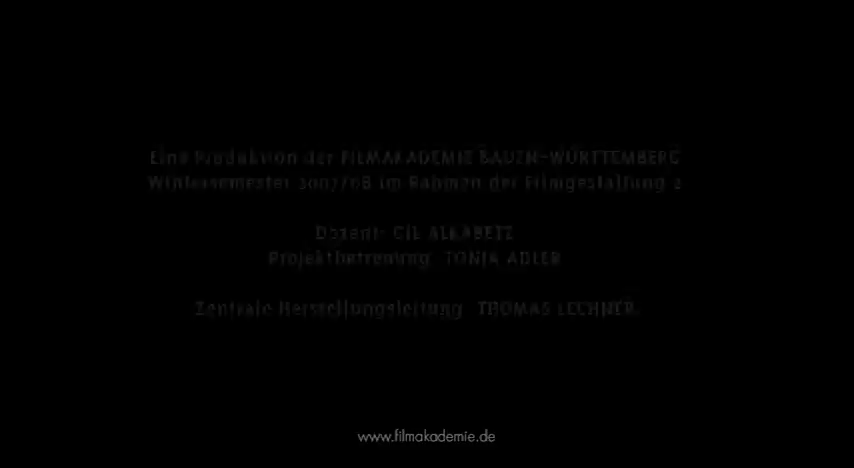 Eine Produktion der FILMAKADEMIE BADEN-WÜRTTEMBERG
Wintersemester 2007/08 im Rahmen der Filmgestaltung 2
Dozent: GIL ALKABETZ
Projektbetreuung: TONJA ADLER
Zentrale Herstellungsleitung: THOMAS LECHNER
www.filmakademie.de